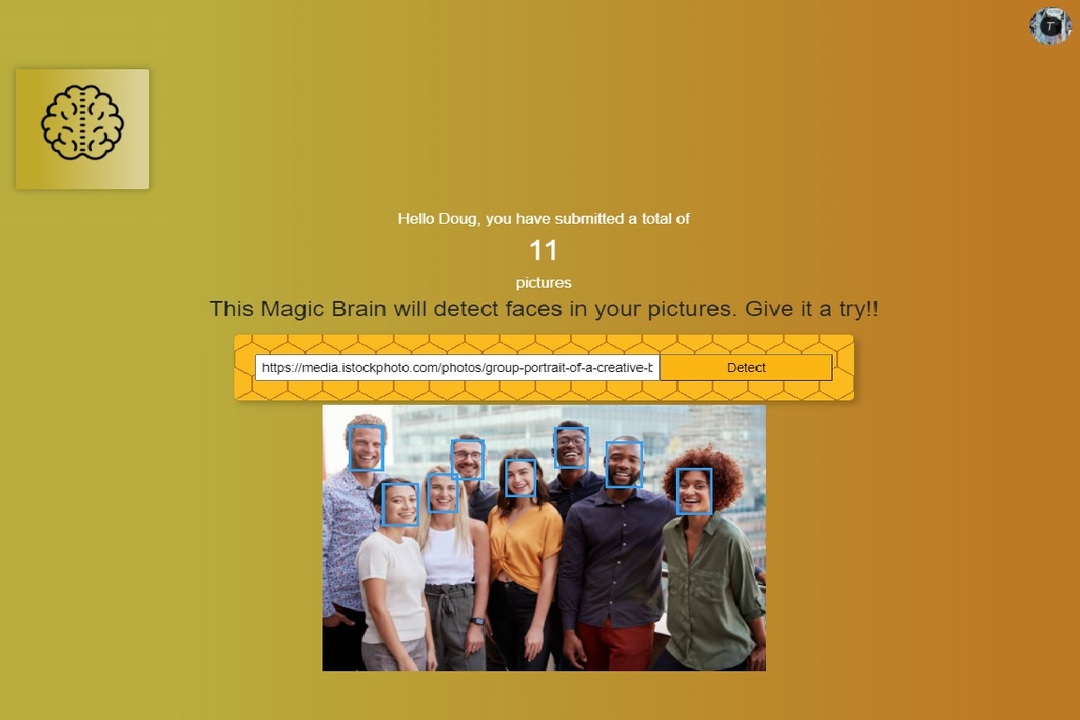 T
Hello Doug, you have submitted a total of
11
pictures
This Magic Brain will detect faces in your pictures. Give it a try!!
https://media.istockphoto.com/photos/group-portrait-of-a-creative-t
Detect